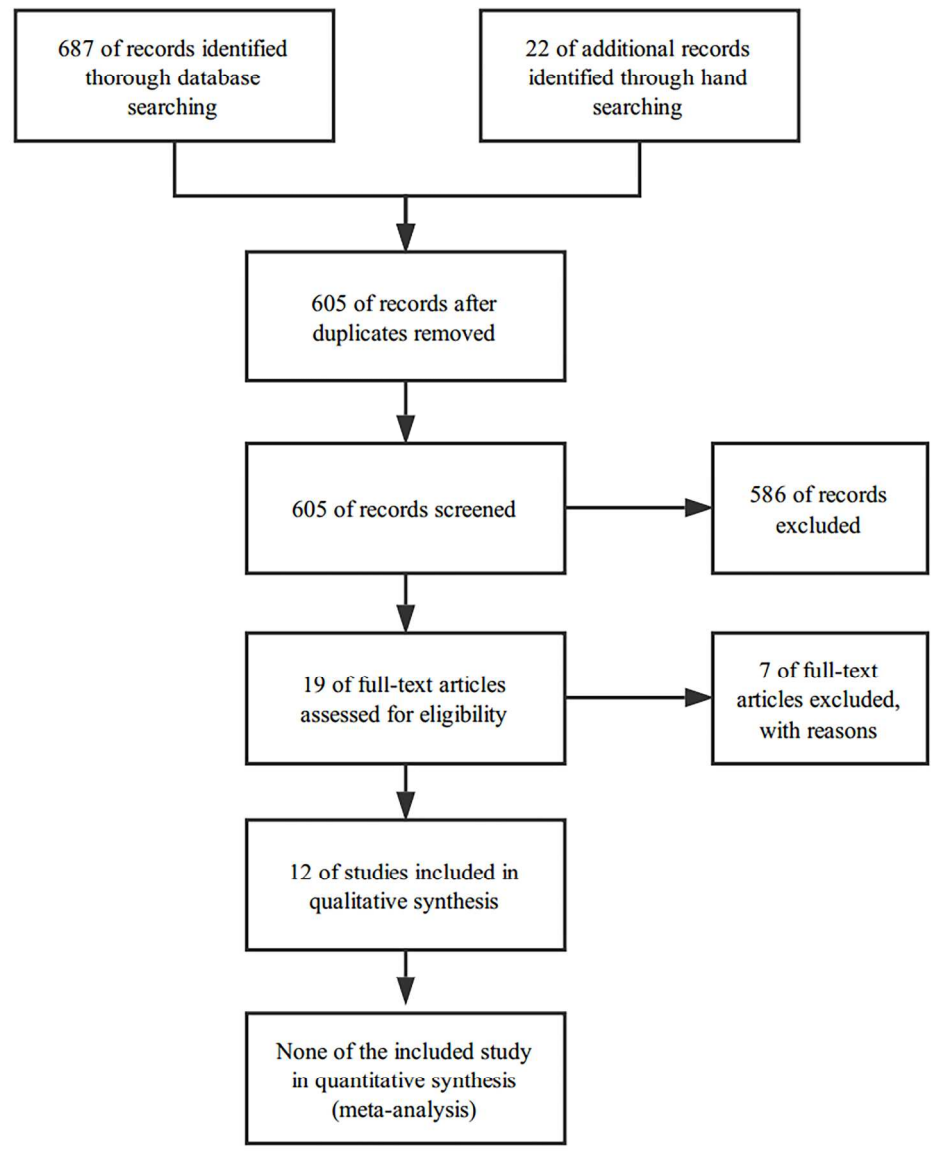 687 of records identified
thorough database
searching
22 of additional records
identified through hand
searching
605 of records after
duplicates removed
605 of records screened
586 of records
excluded
19 of full-text articles
assessed for eligibility
7 of full-text
articles excluded,
with reasons
12 of studies included in
qualitative synthesis
None of the included study
in quantitative synthesis
(meta-analysis)